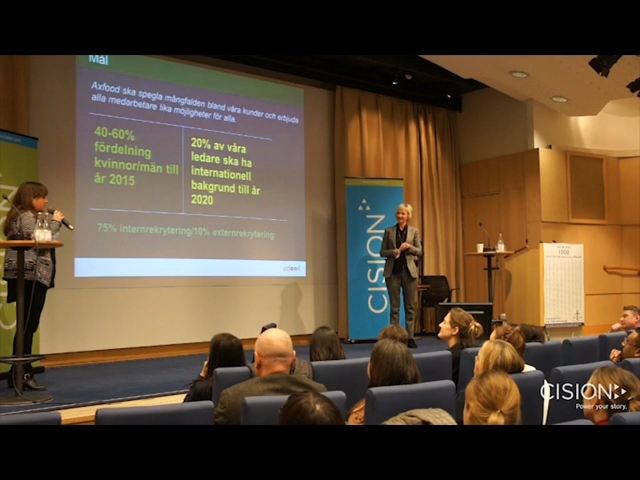 Mål
Axfood ska spegla mångfalden bland våra kunder och erbjuda
alla medarbetare lika möjligheter för alla.
40-60%
fördelning
kvinnor/män till
år 2015
20% av våra
ledare ska ha
internationell
bakgrund till år
2020
75% internrekrytering/10% externrekrytering
CISION
CISION
Power your story.